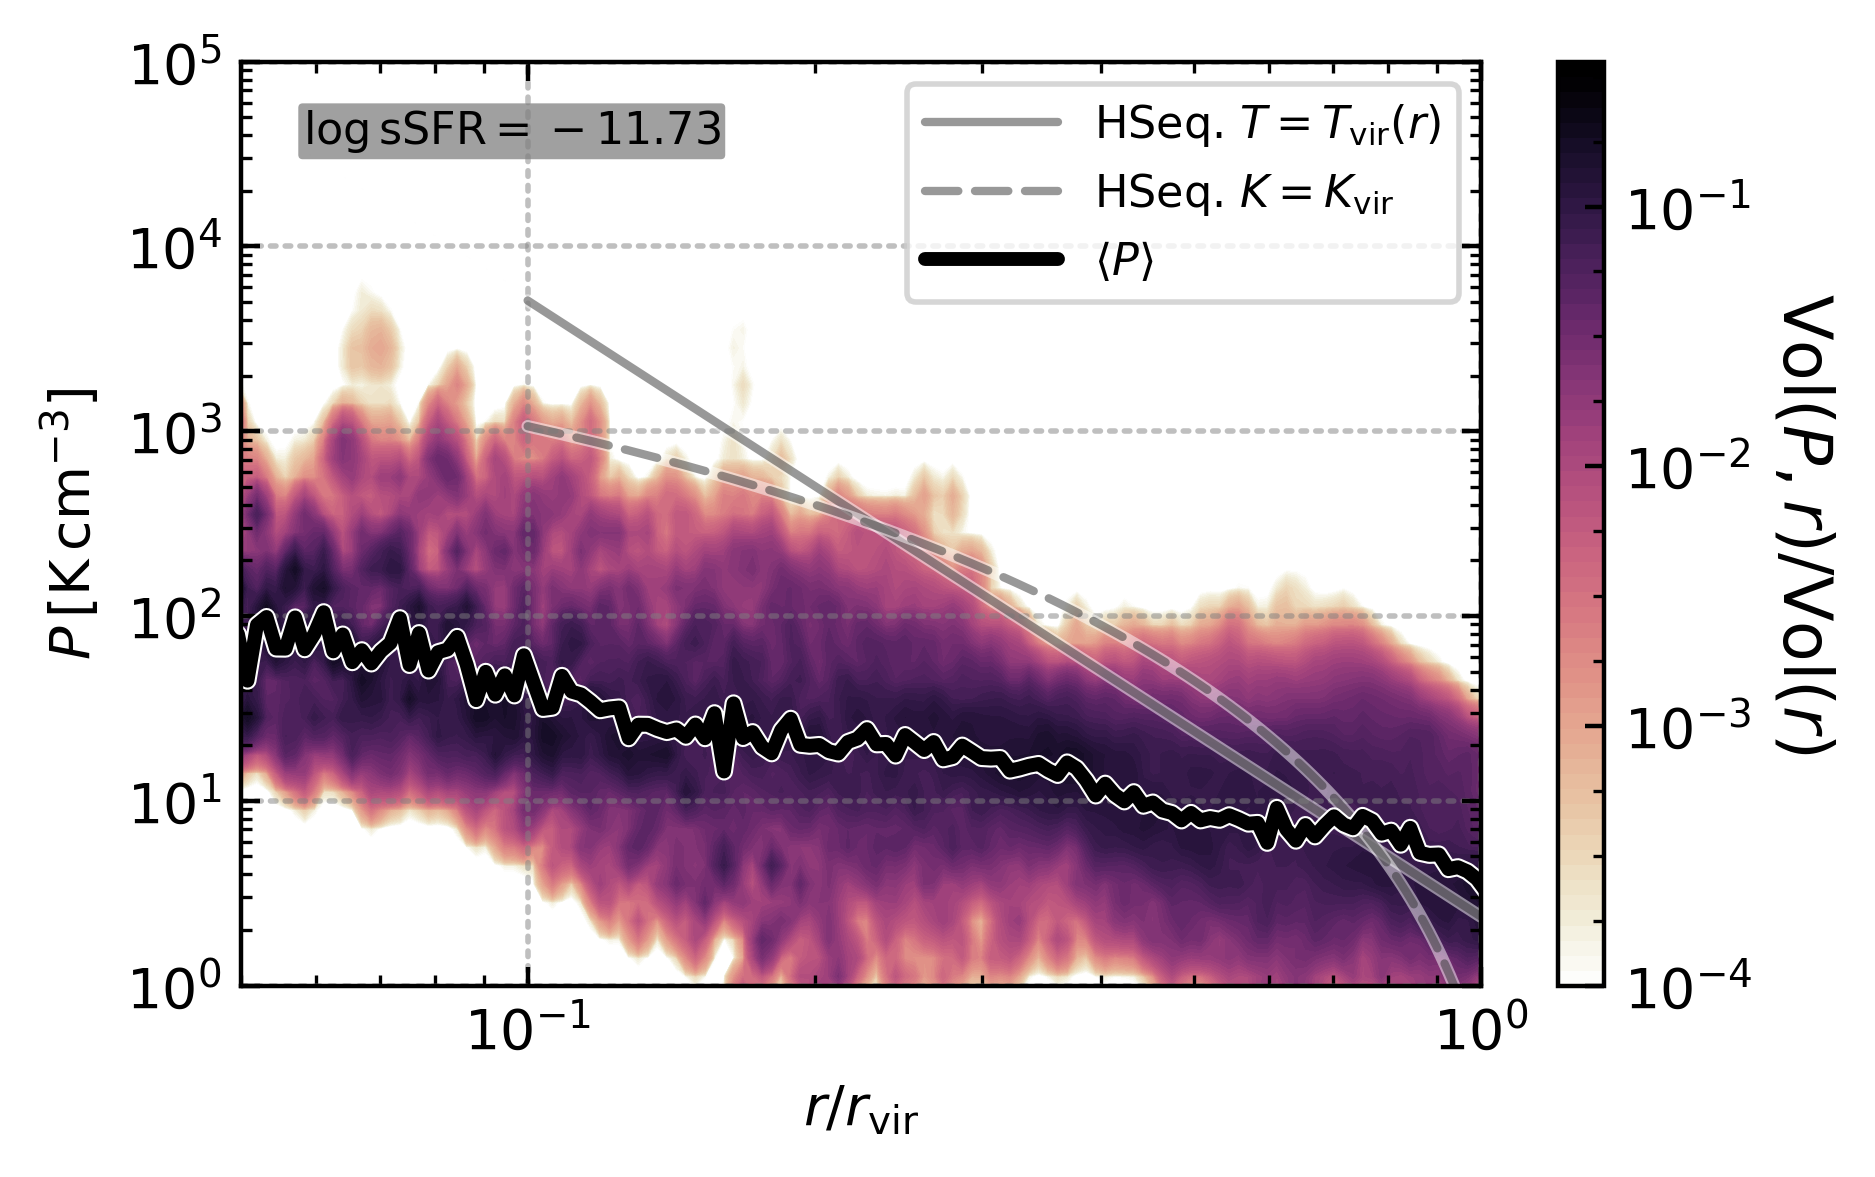 log sSFR = − 11.73
HSeq. T = T_vir(r)
HSeq. K = K_vir
⟨P⟩
10^5
10^4
10^3
10^2
10^1
10^0
P [K cm^−3]
10^−1
10^0
r/r_vir
10^−1
10^−2
10^−3
10^−4
Vol(P, r)/Vol(r)